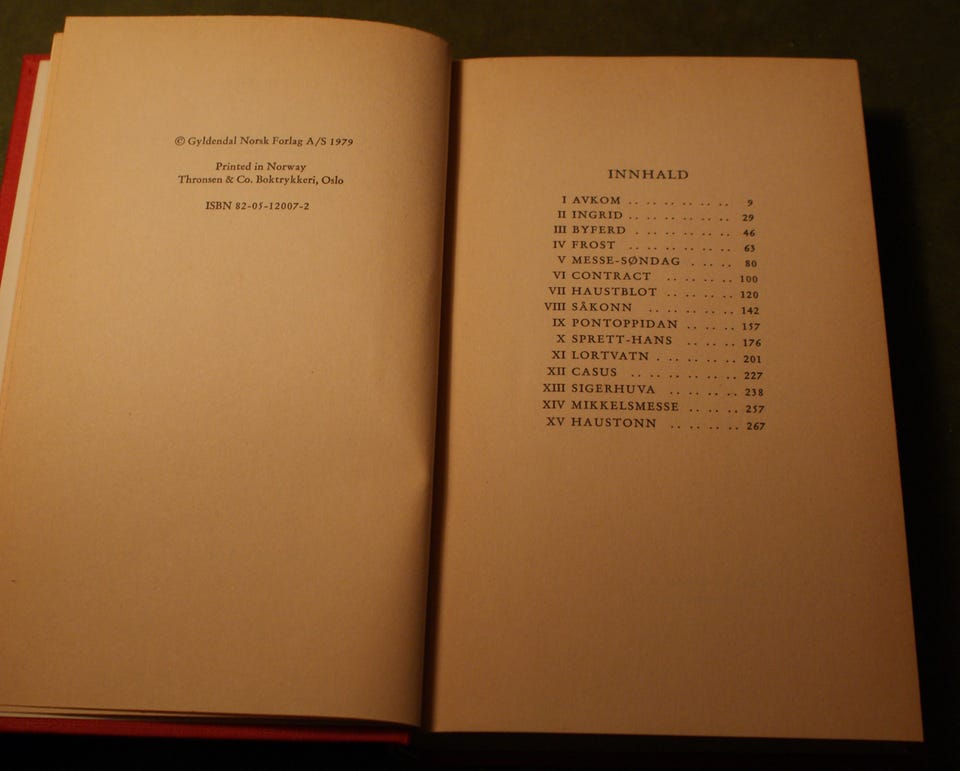 © Gyldendal Norsk Forlag A/S 1979
Printed in Norway
Thronsen & Co. Boktrykkeri, Oslo
ISBN 82-05-12007-2
INNHALD
I AVKOM .. .. .. .. .. .. 9
II INGRID .. .. .. .. .. .. 29
III BYFERD . .. .. .. .. .. 46
IV FROST .. .. .. .. .. .. 63
V MESSE-SØNDAG . .. .. 80
VI CONTRACT .. .. .. .. 100
VII HAUSTBLOT .. .. .. .. 120
VIII SÅKONN .. .. .. .. .. 142
IX PONTOPPIDAN .. .. .. 157
X SPRETT-HANS .. .. .. 176
XI LORTVATN . .. .. .. .. 201
XII CASUS .. .. .. .. .. .. 227
XIII SIGERHUVA .. .. .. .. 238
XIV MIKKELSMESSE .. .. .. 257
XV HAUSTONN .. .. .. .. 267